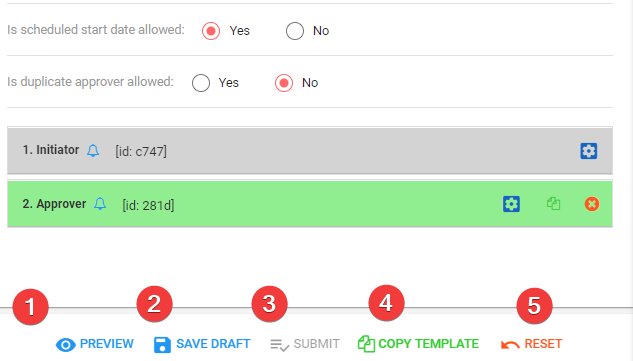 Is scheduled start date allowed: Yes No
Is duplicate approver allowed: Yes No
1. Initiator [id: c747]
2. Approver [id: 281d]
1 2 3 4 5
PREVIEW SAVE DRAFT SUBMIT COPY TEMPLATE RESET